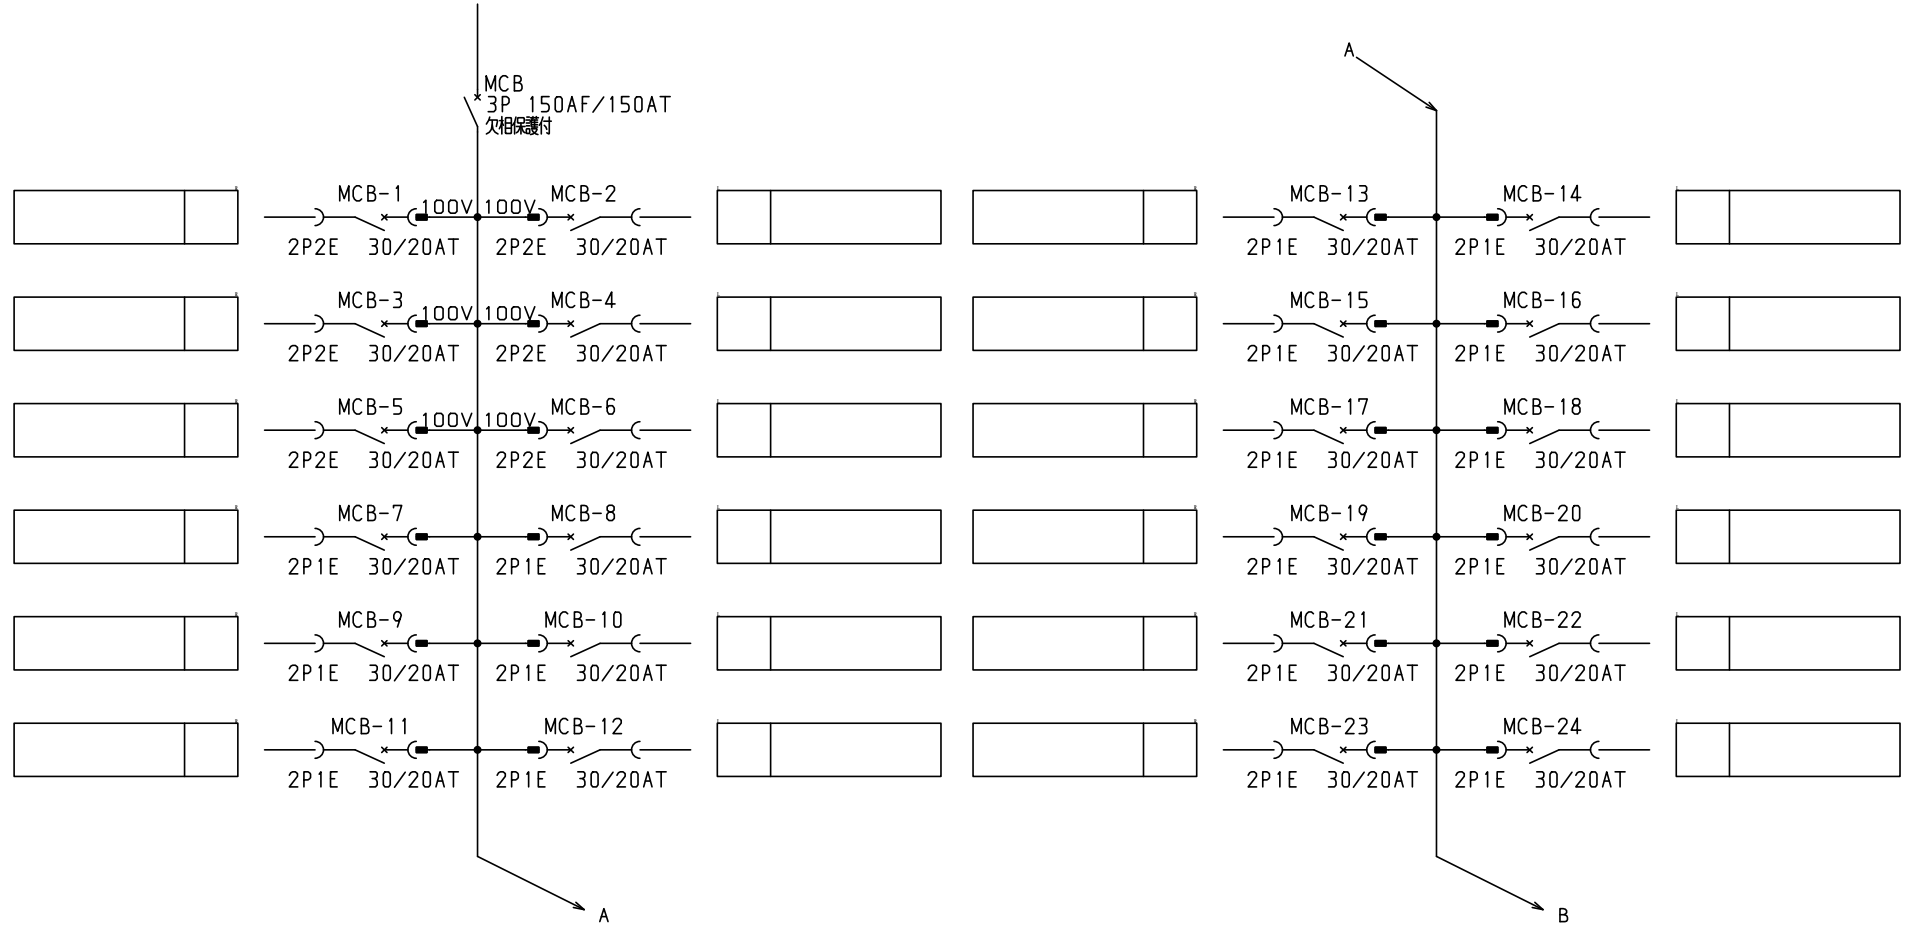 MCB
3P 150AF/150AT
欠相保護付
MCB-1 100V 100V MCB-2
2P2E 30/20AT 2P2E 30/20AT
MCB-3 100V 100V MCB-4
2P2E 30/20AT 2P2E 30/20AT
MCB-5 100V 100V MCB-6
2P2E 30/20AT 2P2E 30/20AT
MCB-7 MCB-8
2P1E 30/20AT 2P1E 30/20AT
MCB-9 MCB-10
2P1E 30/20AT 2P1E 30/20AT
MCB-11 MCB-12
2P1E 30/20AT 2P1E 30/20AT
A
A
MCB-13 MCB-14
2P1E 30/20AT 2P1E 30/20AT
MCB-15 MCB-16
2P1E 30/20AT 2P1E 30/20AT
MCB-17 MCB-18
2P1E 30/20AT 2P1E 30/20AT
MCB-19 MCB-20
2P1E 30/20AT 2P1E 30/20AT
MCB-21 MCB-22
2P1E 30/20AT 2P1E 30/20AT
MCB-23 MCB-24
2P1E 30/20AT 2P1E 30/20AT
B